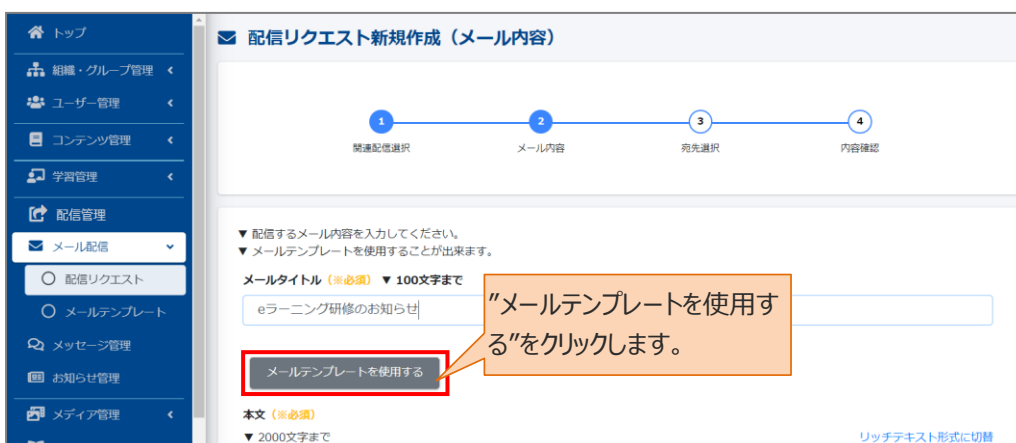 トップ
組織・グループ管理
ユーザー管理
コンテンツ管理
学習管理
配信管理
メール配信
配信リクエスト
メールテンプレート
メッセージ管理
お知らせ管理
メディア管理
配信リクエスト新規作成（メール内容）
1 2 3 4
関連配信選択 メール内容 宛先選択 内容確認
▼ 配信するメール内容を入力してください。
▼ メールテンプレートを使用することが出来ます。
メールタイトル（※必須） ▼ 100文字まで
eラーニング研修のお知らせ
"メールテンプレートを使用す
る"をクリックします。
メールテンプレートを使用する
本文（※必須）
▼ 2000文字まで リッチテキスト形式に切替